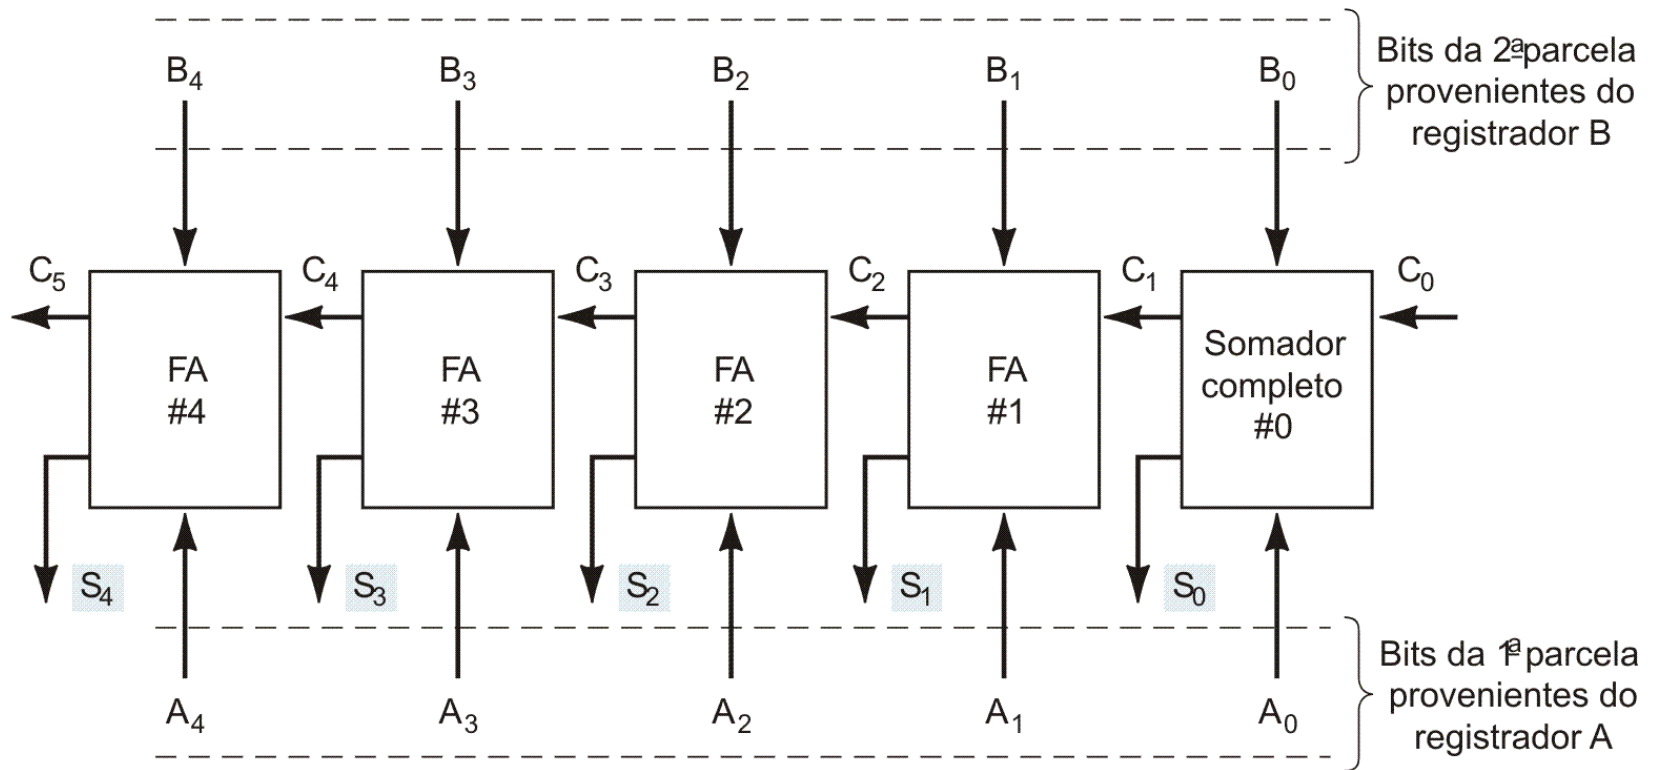 B4 B3 B2 B1 B0
Bits da 2ª parcela
provenientes do
registrador B
C5 C4 C3 C2 C1 C0
FA
#4
FA
#3
FA
#2
FA
#1
Somador
completo
#0
S4 S3 S2 S1 S0
A4 A3 A2 A1 A0
Bits da 1ª parcela
provenientes do
registrador A